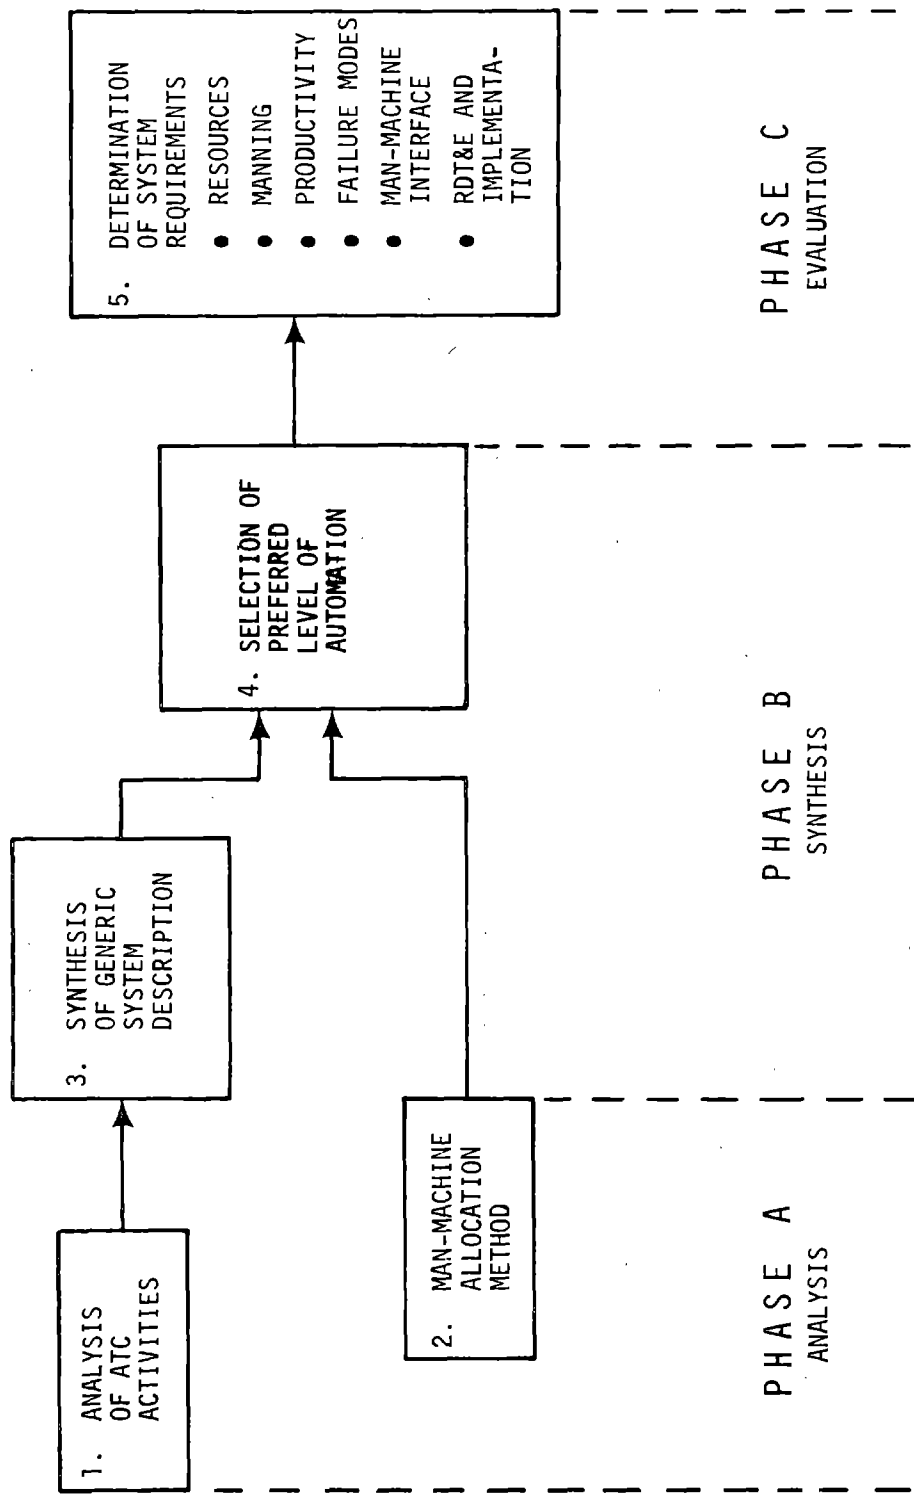 1. ANALYSIS
OF ATC
ACTIVITIES
2. MAN-MACHINE
ALLOCATION
METHOD
3. SYNTHESIS
OF GENERIC
SYSTEM
DESCRIPTION
4. SELECTION OF
PREFERRED
LEVEL OF
AUTOMATION
5. DETERMINATION
OF SYSTEM
REQUIREMENTS
● RESOURCES
● MANNING
● PRODUCTIVITY
● FAILURE MODES
● MAN-MACHINE
INTERFACE
● RDT&E AND
IMPLEMENTA-
TION
PHASE A
ANALYSIS
PHASE B
SYNTHESIS
PHASE C
EVALUATION